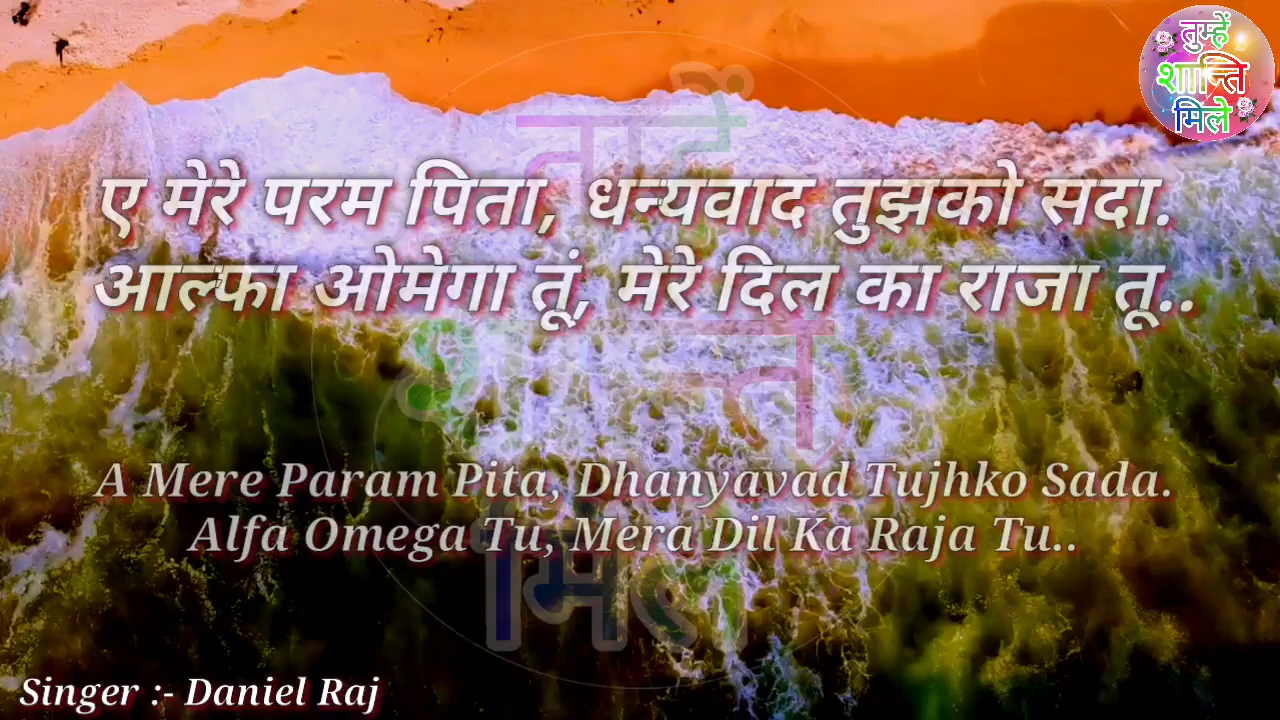 तुम्हें
शान्ति
मिले
ए मेरे परम पिता, धन्यवाद तुझको सदा.
आल्फा ओमेगा तूं, मेरे दिल का राजा तू..
A Mere Param Pita, Dhanyavad Tujhko Sada.
Alfa Omega Tu, Mera Dil Ka Raja Tu..
Singer :- Daniel Raj